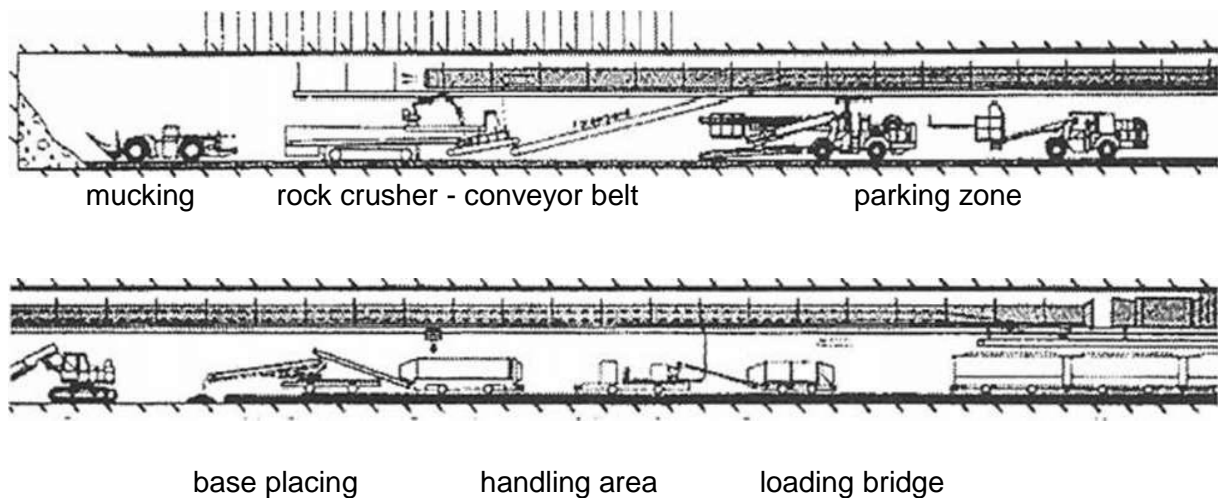 mucking rock crusher - conveyor belt parking zone
base placing handling area loading bridge